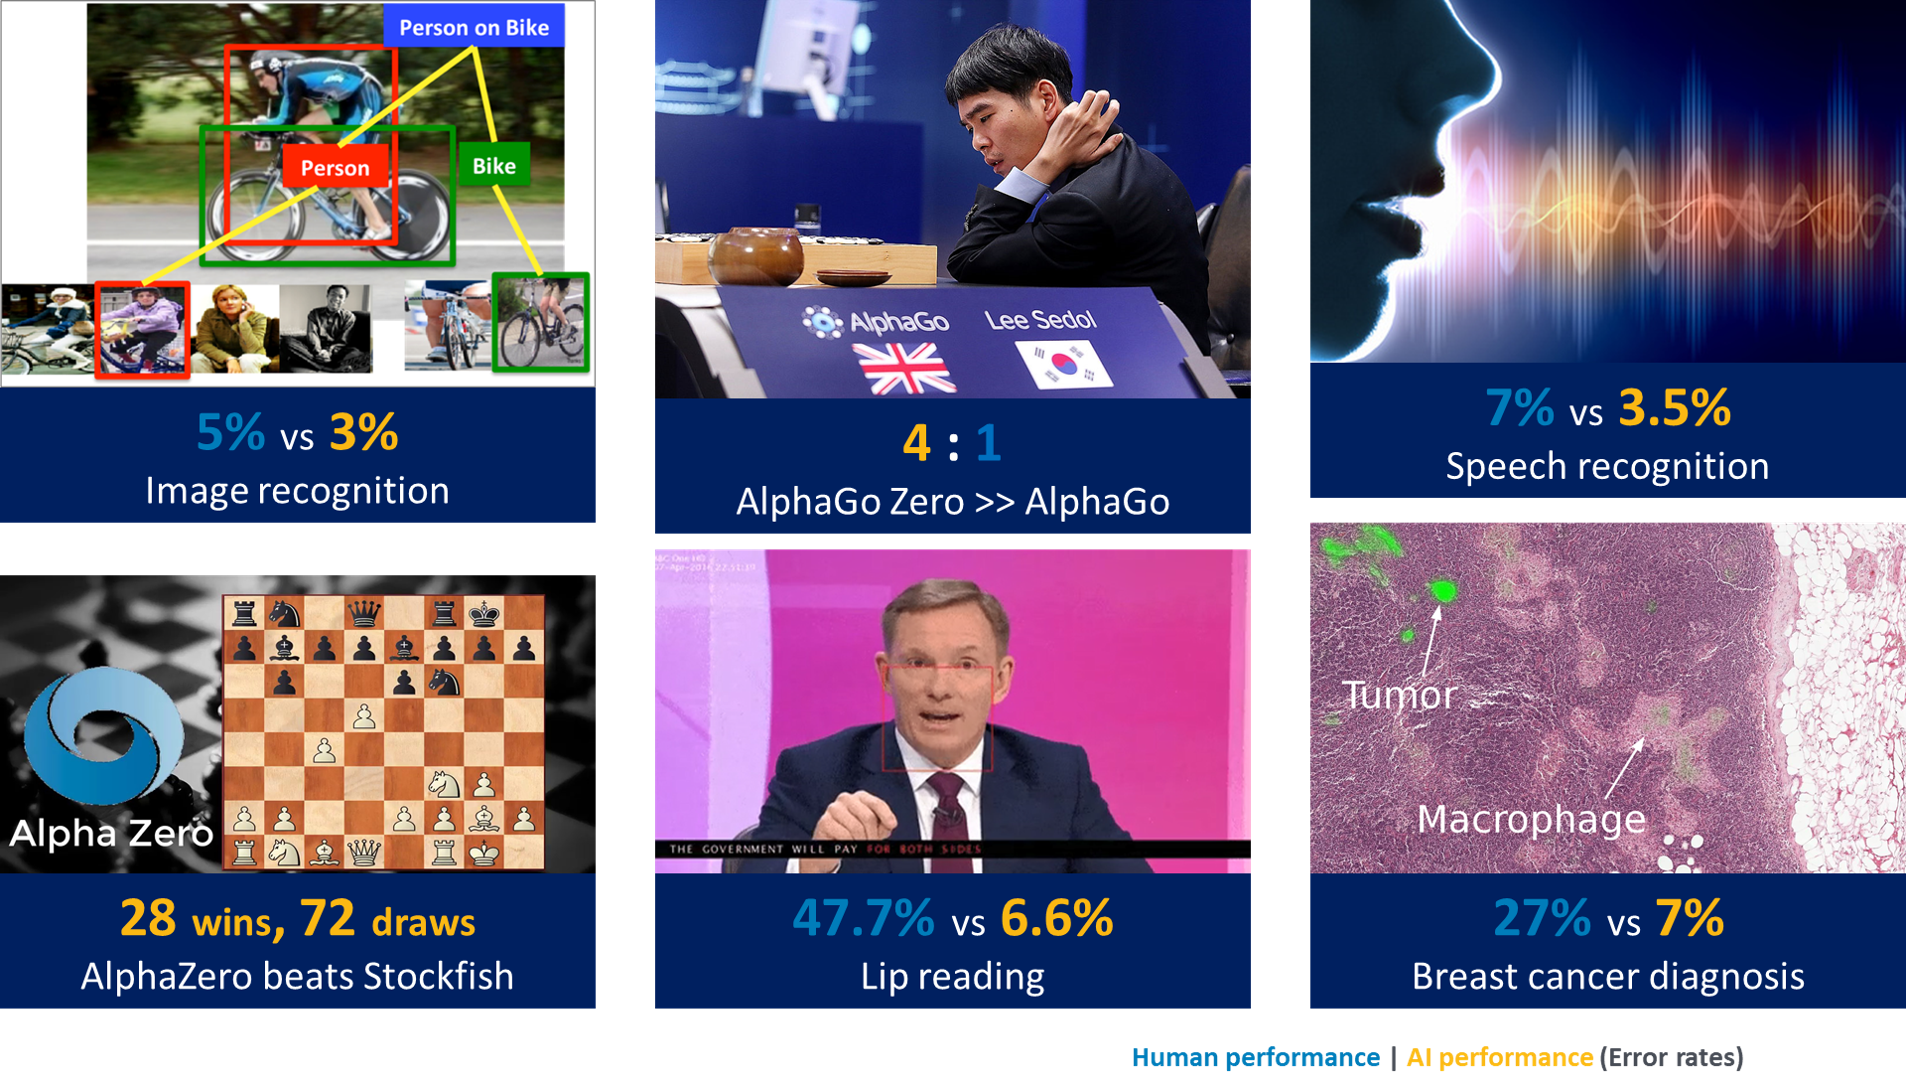 Person on Bike
Person
Bike
5% vs 3%
Image recognition
AlphaGo
Lee Sedol
4 : 1
AlphaGo Zero >> AlphaGo
7% vs 3.5%
Speech recognition
Alpha Zero
28 wins, 72 draws
AlphaZero beats Stockfish
THE GOVERNMENT WILL PAY FOR BOTH SIDES
47.7% vs 6.6%
Lip reading
Tumor
Macrophage
27% vs 7%
Breast cancer diagnosis
Human performance | AI performance (Error rates)